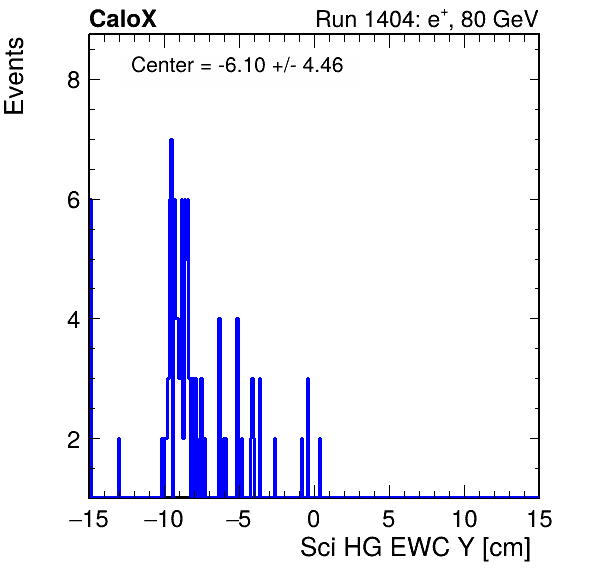 CaloX Run 1404: e+, 80 GeV
Center = -6.10 +/- 4.46
Events
8
6
4
2
−15 −10 −5 0 5 10 15
Sci HG EWC Y [cm]